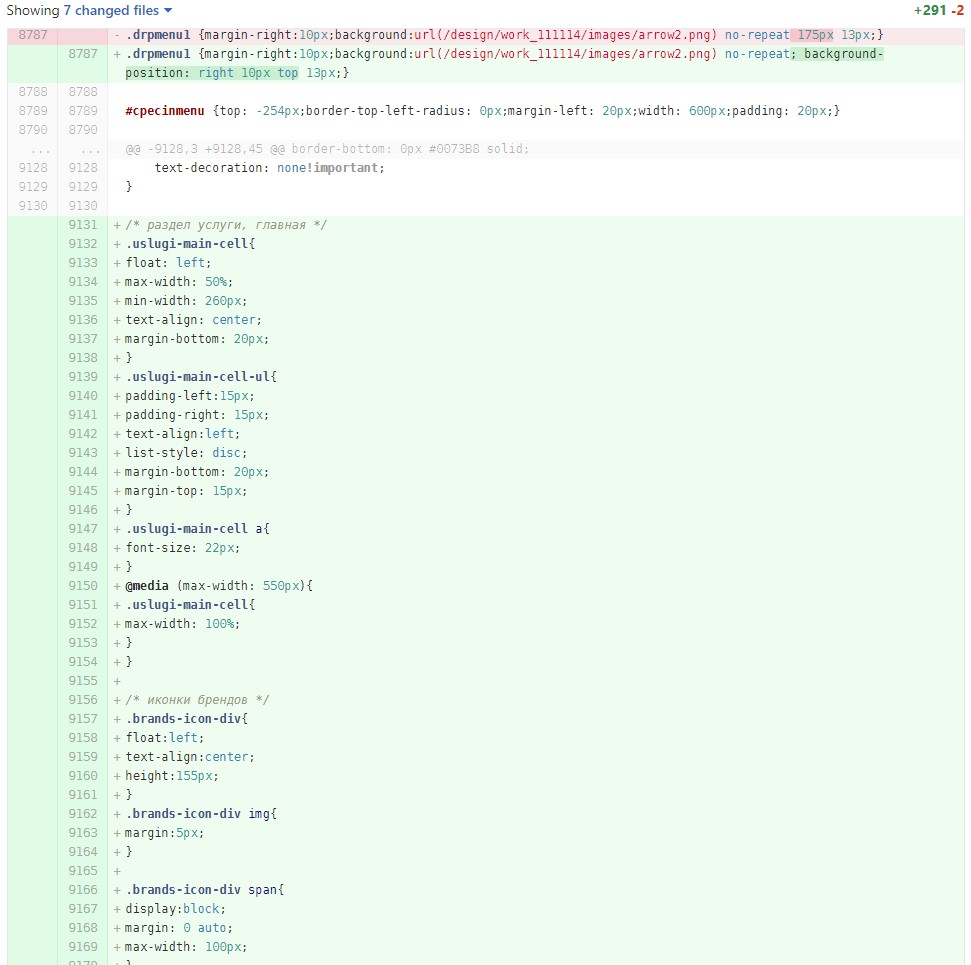 Showing 7 changed files +291 -2
8787 - .drpmenu1 {margin-right:10px;background:url(/design/work_111114/images/arrow2.png) no-repeat 175px 13px;}
8787 + .drpmenu1 {margin-right:10px;background:url(/design/work_111114/images/arrow2.png) no-repeat; background-
position: right 10px top 13px;}
8788 8788
8789 8789 #cpecinmenu {top: -254px;border-top-left-radius: 0px;margin-left: 20px;width: 600px;padding: 20px;}
8790 8790
... ... @@ -9128,3 +9128,45 @@ border-bottom: 0px #0073B8 solid;
9128 9128 text-decoration: none!important;
9129 9129 }
9130 9130
9131 + /* раздел услуги, главная */
9132 + .uslugi-main-cell{
9133 + float: left;
9134 + max-width: 50%;
9135 + min-width: 260px;
9136 + text-align: center;
9137 + margin-bottom: 20px;
9138 + }
9139 + .uslugi-main-cell-ul{
9140 + padding-left:15px;
9141 + padding-right: 15px;
9142 + text-align:left;
9143 + list-style: disc;
9144 + margin-bottom: 20px;
9145 + margin-top: 15px;
9146 + }
9147 + .uslugi-main-cell a{
9148 + font-size: 22px;
9149 + }
9150 + @media (max-width: 550px){
9151 + .uslugi-main-cell{
9152 + max-width: 100%;
9153 + }
9154 + }
9155 +
9156 + /* иконки брендов */
9157 + .brands-icon-div{
9158 + float:left;
9159 + text-align:center;
9160 + height:155px;
9161 + }
9162 + .brands-icon-div img{
9163 + margin:5px;
9164 + }
9165 +
9166 + .brands-icon-div span{
9167 + display:block;
9168 + margin: 0 auto;
9169 + max-width: 100px;
9170 + }